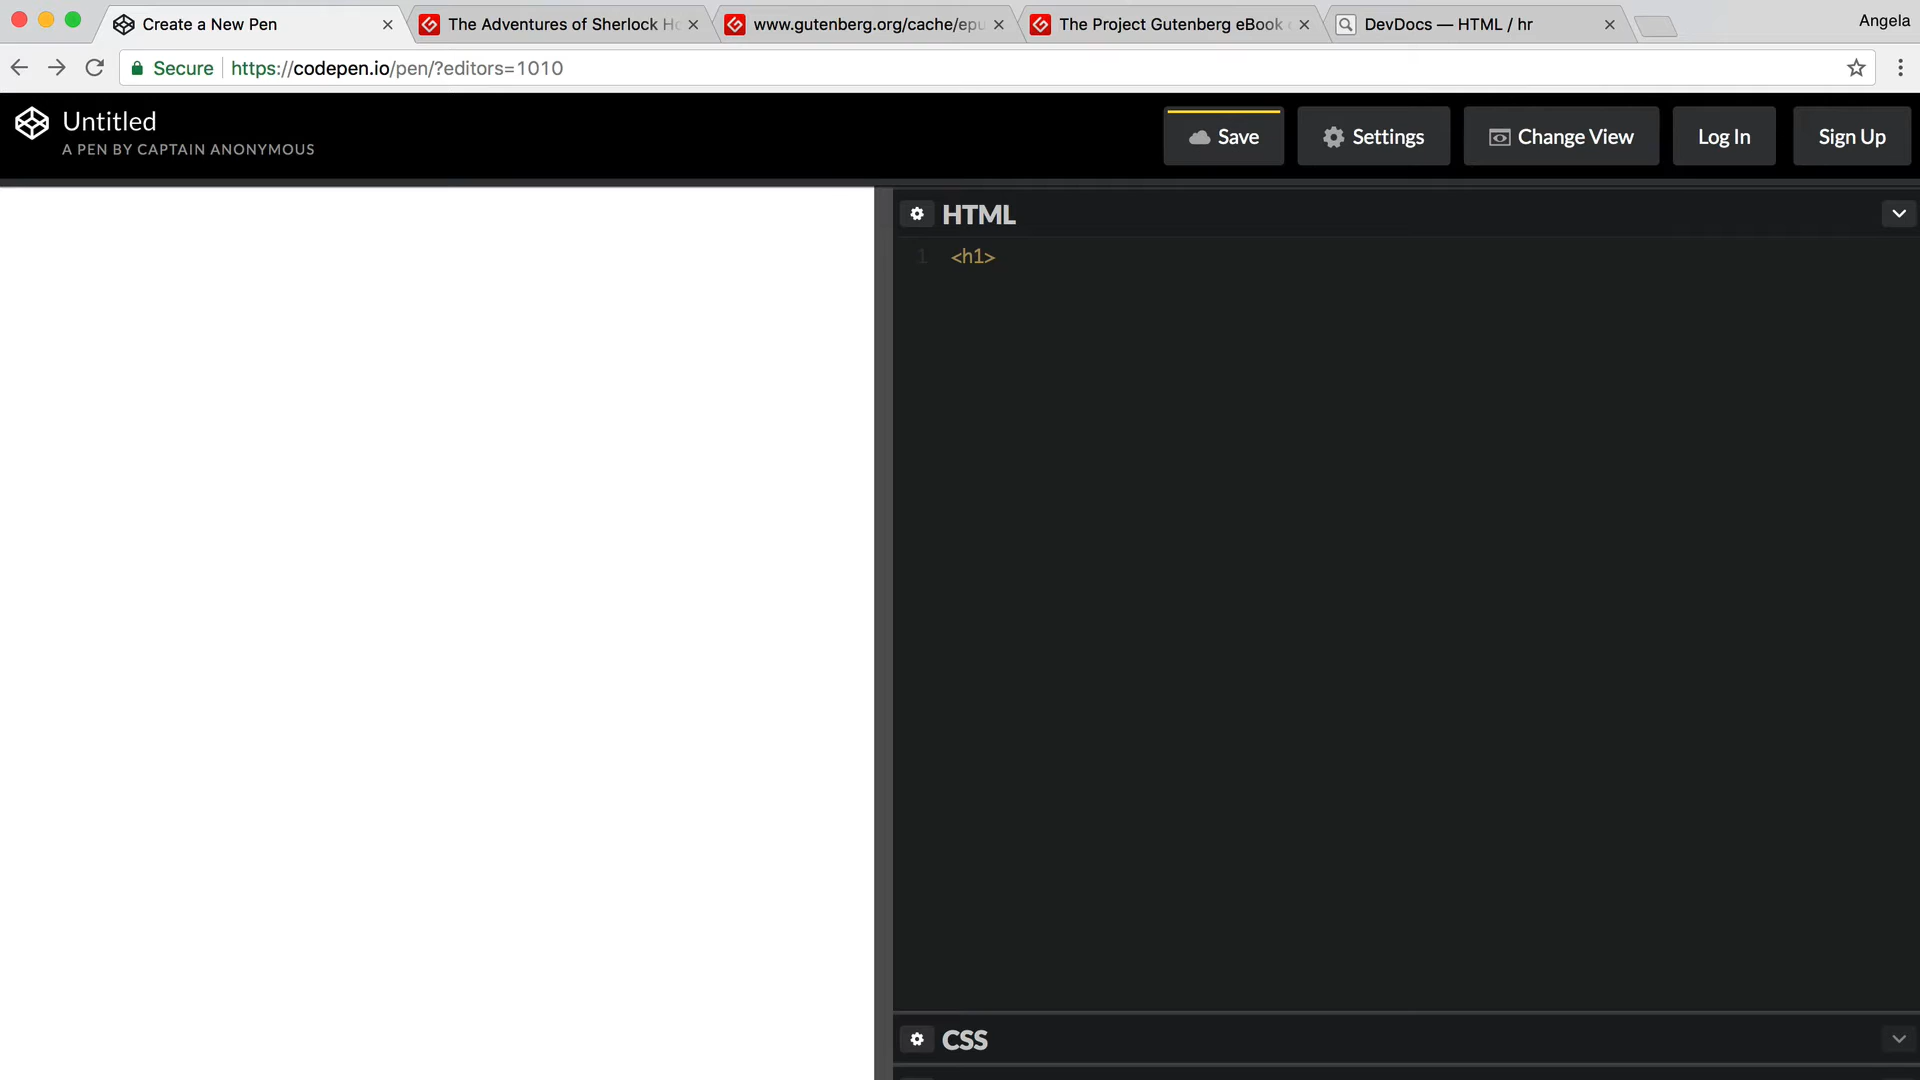 Create a New Pen
The Adventures of Sherlock Ho
www.gutenberg.org/cache/epu
The Project Gutenberg eBook
DevDocs — HTML / hr
Angela
Secure
https://codepen.io/pen/?editors=1010
Untitled
A PEN BY CAPTAIN ANONYMOUS
Save
Settings
Change View
Log In
Sign Up
HTML
1 <h1>
CSS